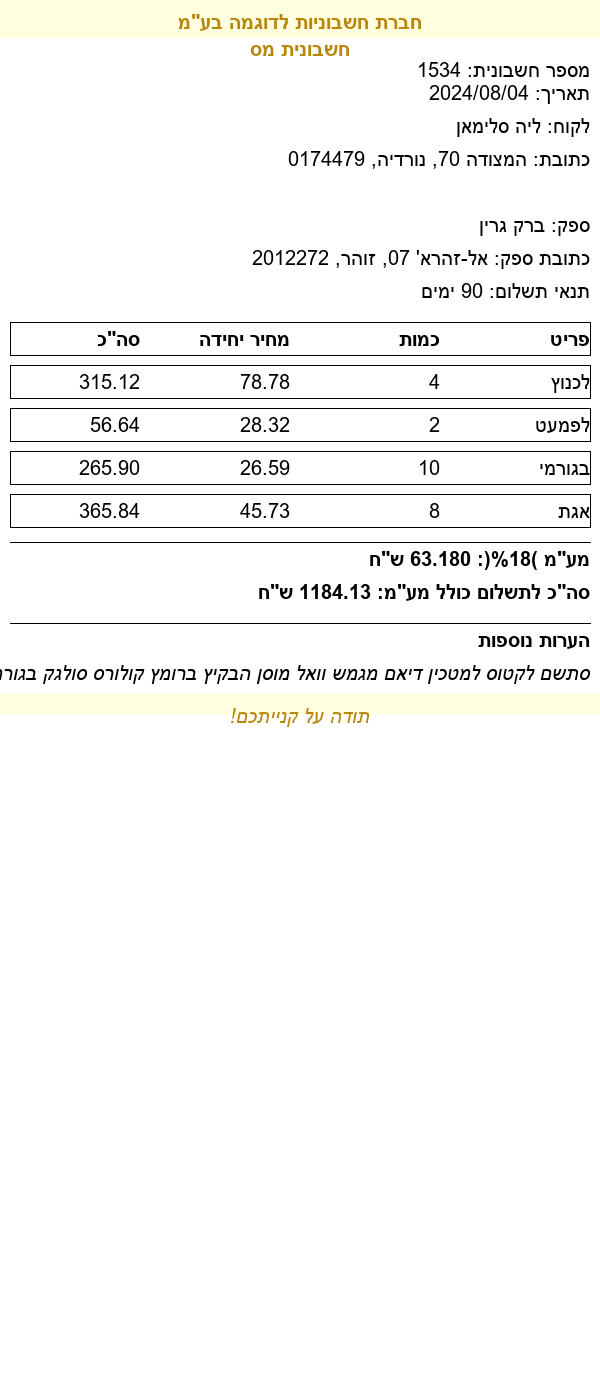 חברת חשבוניות לדוגמה בע"מ
חשבונית מס
מספר חשבונית: 1534
תאריך: 2024/08/04
לקוח: ליה סלימאן
כתובת: המצודה 70, נורדיה, 0174479
ספק: ברק גרין
כתובת ספק: אל-זהרא' 07, זוהר, 2012272
תנאי תשלום: 90 ימים
פריט כמות מחיר יחידה סה"כ
לכנוץ 4 78.78 315.12
לפמעט 2 28.32 56.64
בגורמי 10 26.59 265.90
אגת 8 45.73 365.84
מע"מ )18%(: 63.180 ש"ח
סה"כ לתשלום כולל מע"מ: 1184.13 ש"ח
הערות נוספות
סתשם לקטוס למטכין דיאם מגמש וואל מוסן הבקיץ ברומץ קולורס סולגק
תודה על קנייתכם!